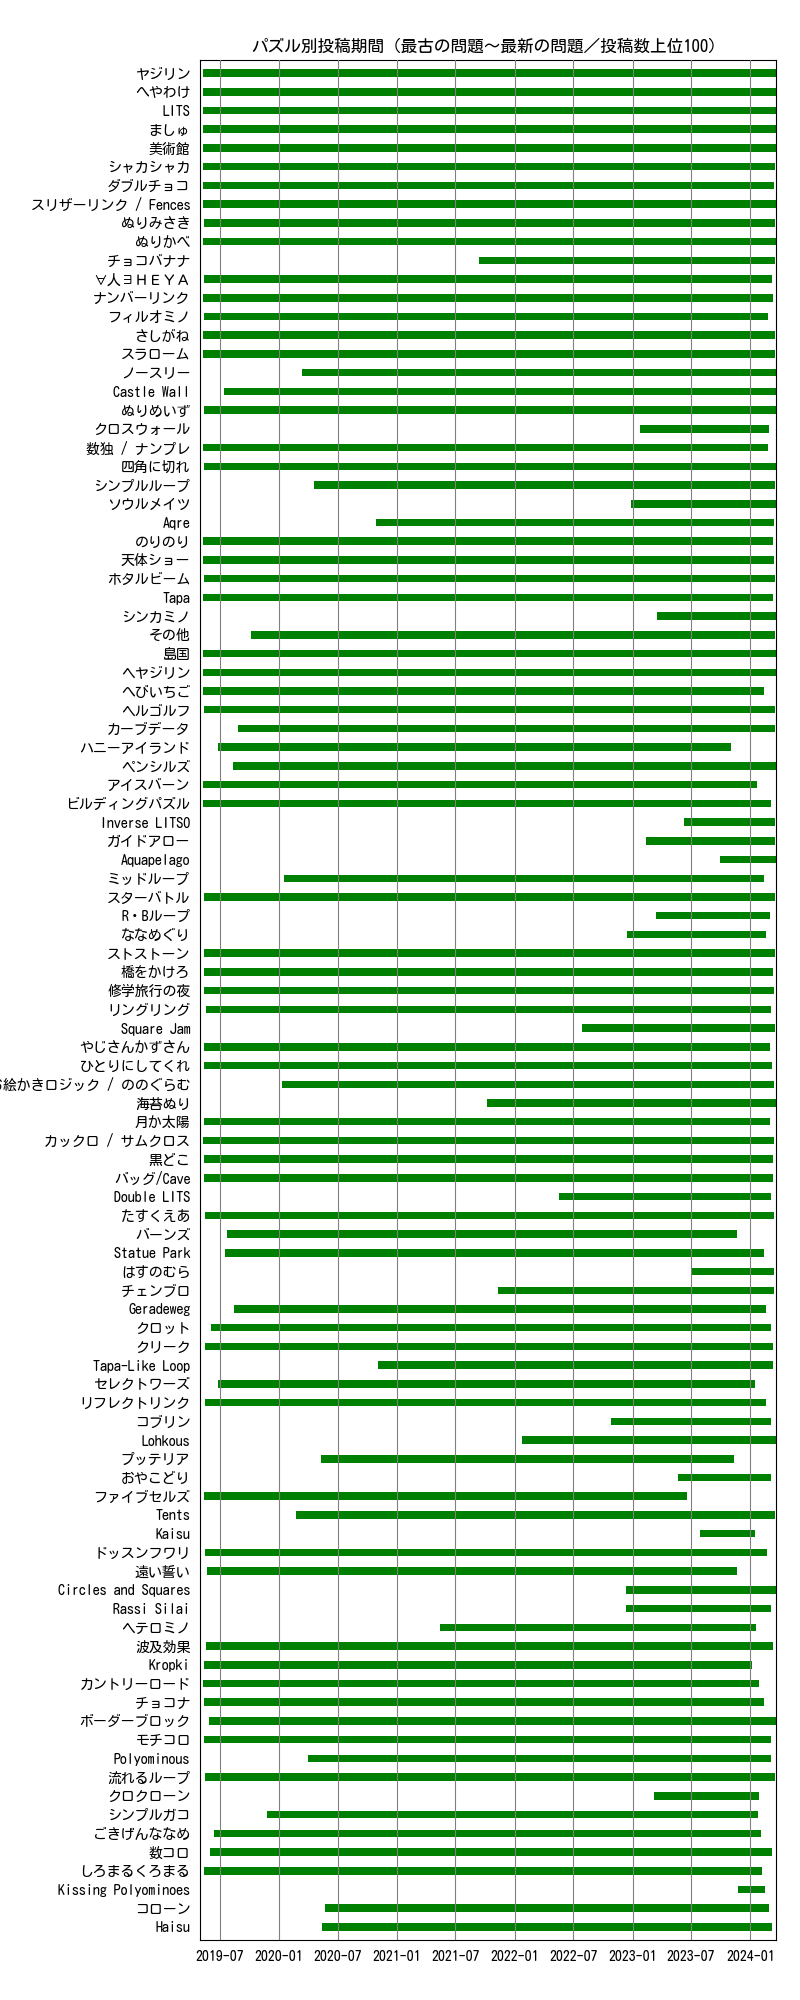 パズル別投稿期間（最古の問題～最新の問題／投稿数上位100）
ヤジリン
へやわけ
LITS
ましゅ
美術館
シャカシャカ
ダブルチョコ
スリザーリンク / Fences
ぬりみさき
ぬりかべ
チョコバナナ
∀人∃ＨＥＹＡ
ナンバーリンク
フィルオミノ
さしがね
スラローム
ノースリー
Castle Wall
ぬりめいず
クロスウォール
数独 / ナンプレ
四角に切れ
シンプルループ
ソウルメイツ
Aqre
のりのり
天体ショー
ホタルビーム
Tapa
シンカミノ
その他
島国
ヘヤジリン
へびいちご
ヘルゴルフ
カーブデータ
ハニーアイランド
ペンシルズ
アイスバーン
ビルディングパズル
Inverse LITSO
ガイドアロー
Aquapelago
ミッドループ
スターバトル
R・Bループ
ななめぐり
ストストーン
橋をかけろ
修学旅行の夜
リングリング
Square Jam
やじさんかずさん
ひとりにしてくれ
絵かきロジック / ののぐらむ
海苔ぬり
月か太陽
カックロ / サムクロス
黒どこ
バッグ/Cave
Double LITS
たすくえあ
バーンズ
Statue Park
はすのむら
チェンブロ
Geradeweg
クロット
クリーク
Tapa-Like Loop
セレクトワーズ
リフレクトリンク
コブリン
Lohkous
プッテリア
おやこどり
ファイブセルズ
Tents
Kaisu
ドッスンフワリ
遠い誓い
Circles and Squares
Rassi Silai
ヘテロミノ
波及効果
Kropki
カントリーロード
チョコナ
ボーダーブロック
モチコロ
Polyominous
流れるループ
クロクローン
シンプルガコ
ごきげんななめ
数コロ
しろまるくろまる
Kissing Polyominoes
コローン
Haisu
2019-07 2020-01 2020-07 2021-01 2021-07 2022-01 2022-07 2023-01 2023-07 2024-01